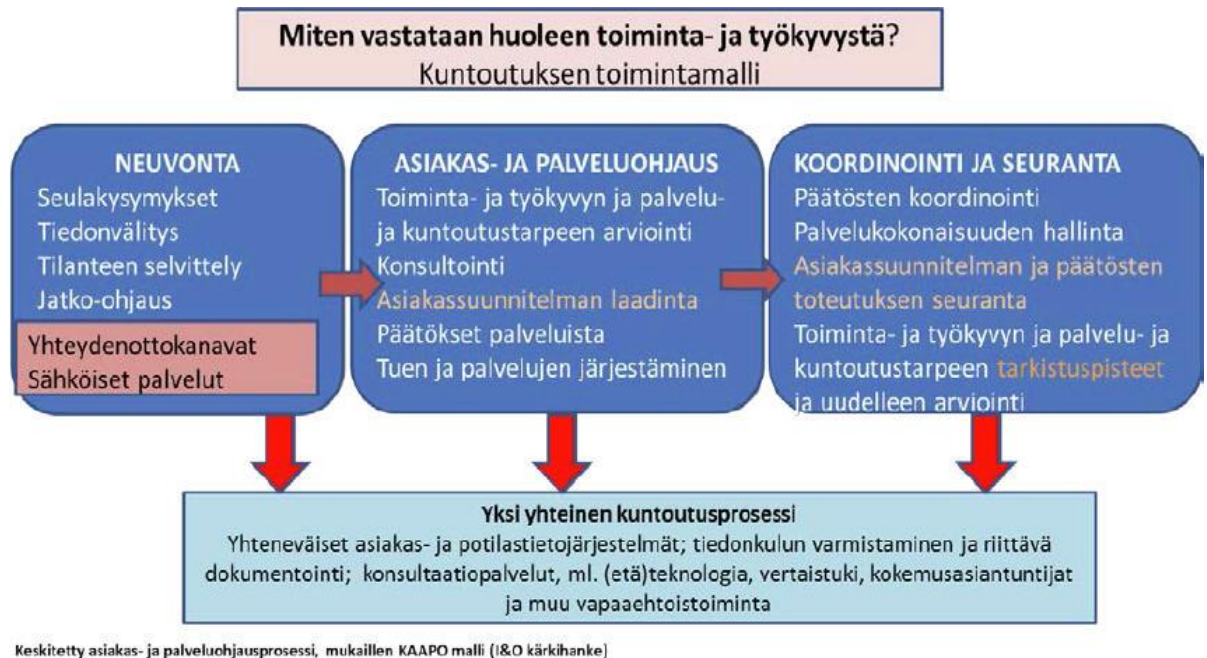 Miten vastataan huoleen toiminta- ja työkyvystä?
Kuntoutuksen toimintamalli
NEUVONTA
Seulakysymykset
Tiedonvälitys
Tilanteen selvittely
Jatko-ohjaus
Yhteydenottokanavat
Sähköiset palvelut
ASIAKAS- JA PALVELUOHJAUS
Toiminta- ja työkyvyn ja palvelu-
ja kuntoutustarpeen arviointi
Konsultointi
Asiakassuunnitelman laadinta
Päätökset palveluista
Tuen ja palvelujen järjestäminen
KOORDINOINTI JA SEURANTA
Päätösten koordinointi
Palvelukokonaisuuden hallinta
Asiakassuunnitelman ja päätösten
toteutuksen seuranta
Toiminta- ja työkyvyn ja palvelu- ja
kuntoutustarpeen tarkistuspisteet
ja uudelleen arviointi
Yksi yhteinen kuntoutusprosessi
Yhteneväiset asiakas- ja potilastietojärjestelmät; tiedonkulun varmistaminen ja riittävä
dokumentointi; konsultaatiopalvelut, ml. (etä)teknologia, vertaistuki, kokemusasiantuntijat
ja muu vapaaehtoistoiminta
Keskitetty asiakas- ja palveluohjausprosessi, mukaillen KAAPO malli (I&O kärkihanke)